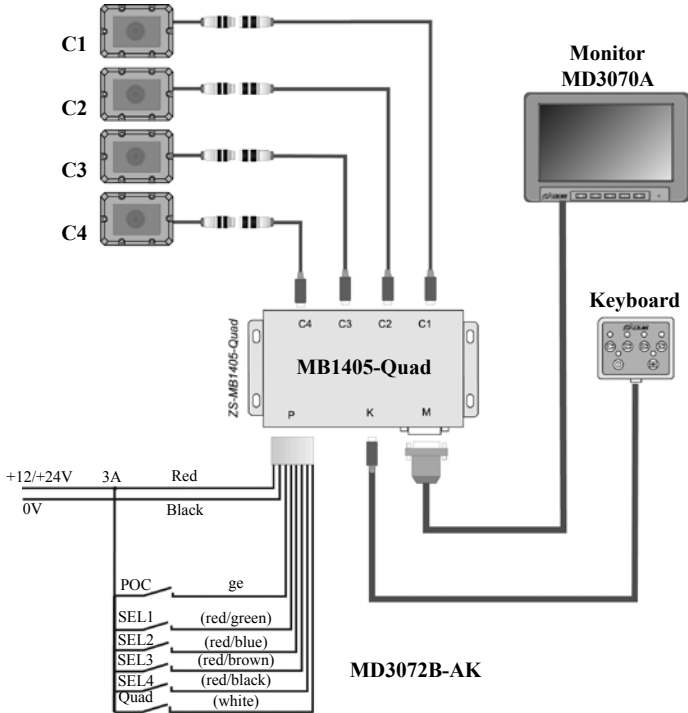 C1
C2
C3
C4
Monitor
MD3070A
Keyboard
C4 C3 C2 C1
ZS-MB1405-Quad
MB1405-Quad
P K M
+12/+24V 3A Red
0V Black
POC ge
SEL1 (red/green)
SEL2 (red/blue)
SEL3 (red/brown)
SEL4 (red/black)
Quad (white)
MD3072B-AK